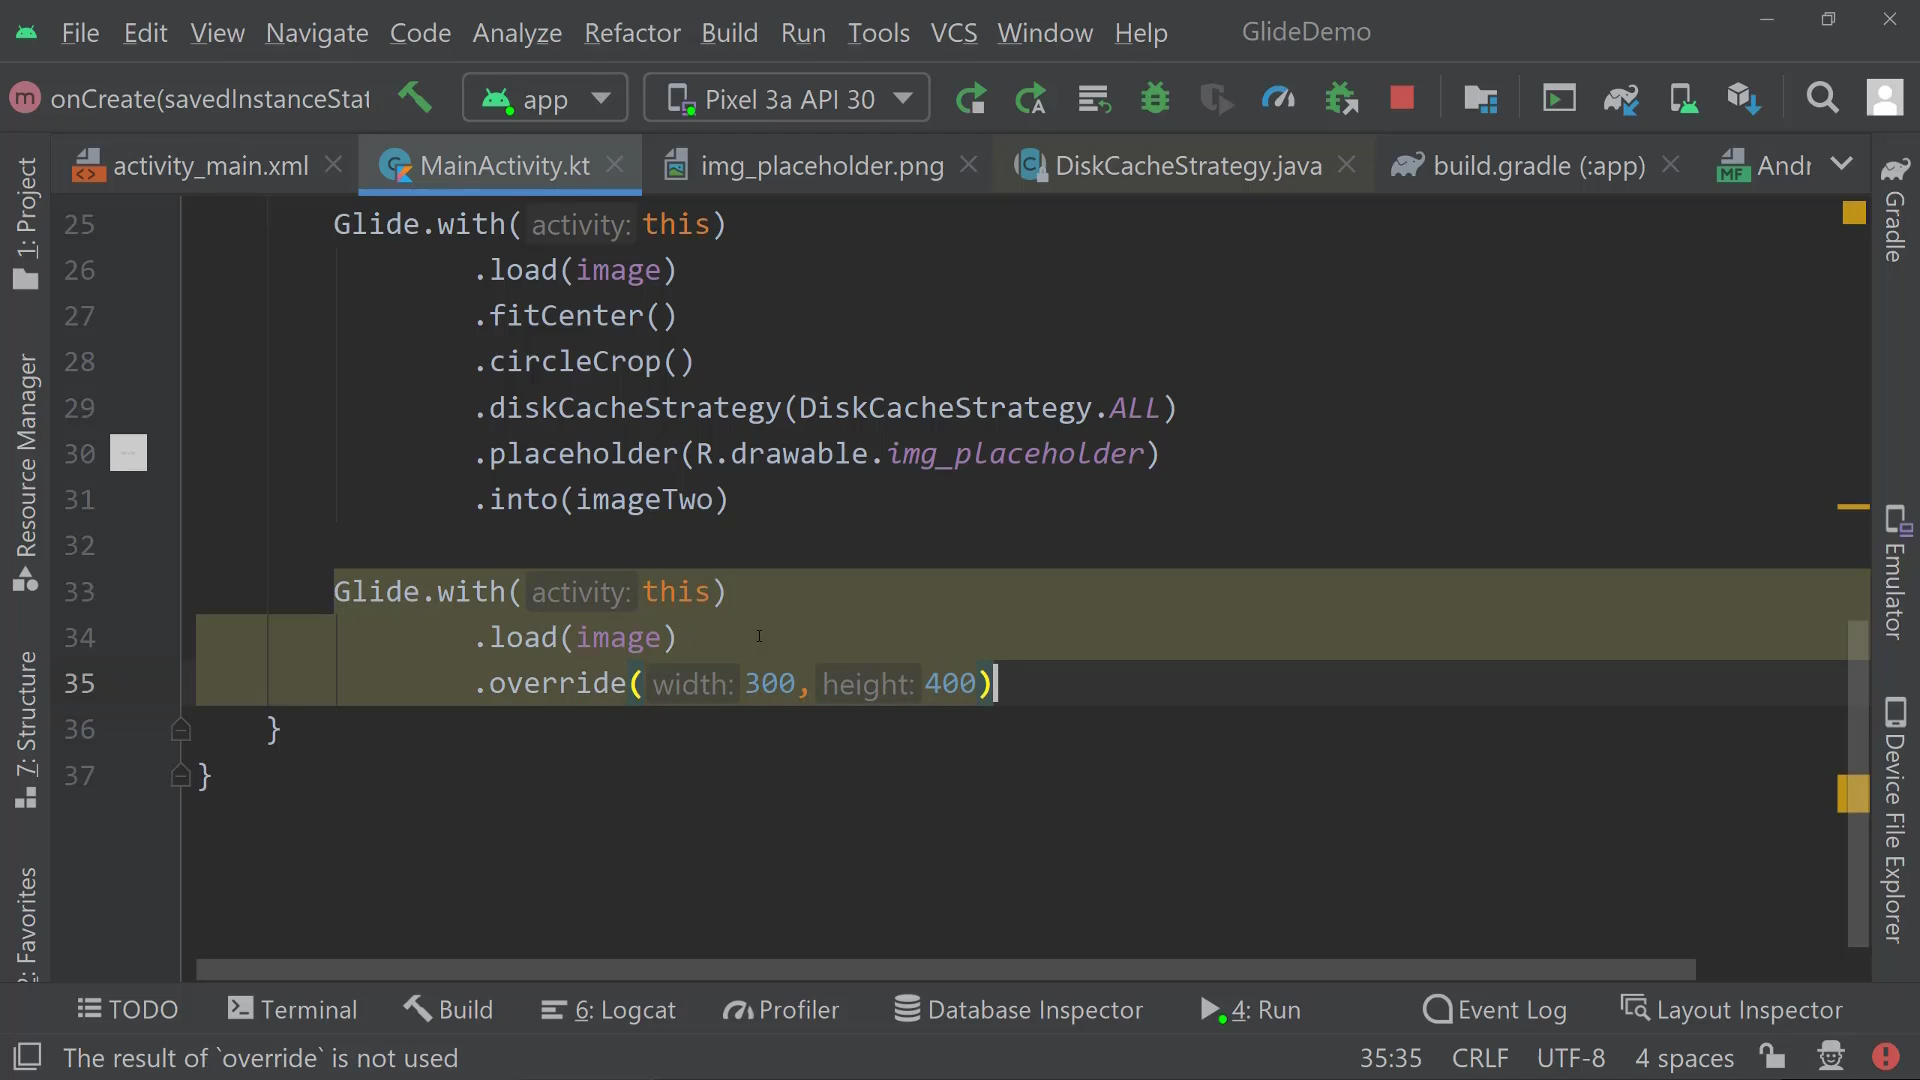 File Edit View Navigate Code Analyze Refactor Build Run Tools VCS Window Help GlideDemo
m onCreate(savedInstanceStat app Pixel 3a API 30
activity_main.xml MainActivity.kt img_placeholder.png DiskCacheStrategy.java build.gradle (:app) MF Andr
1: Project
Resource Manager
7: Structure
2: Favorites
25 Glide.with( activity: this)
26 .load(image)
27 .fitCenter()
28 .circleCrop()
29 .diskCacheStrategy(DiskCacheStrategy.ALL)
30 .placeholder(R.drawable.img_placeholder)
31 .into(imageTwo)
32
33 Glide.with( activity: this)
34 .load(image)
35 .override( width: 300, height: 400)
36 }
37 }
Gradle
Emulator
Device File Explorer
TODO Terminal Build 6: Logcat Profiler Database Inspector 4: Run Event Log Layout Inspector
The result of `override` is not used 35:35 CRLF UTF-8 4 spaces